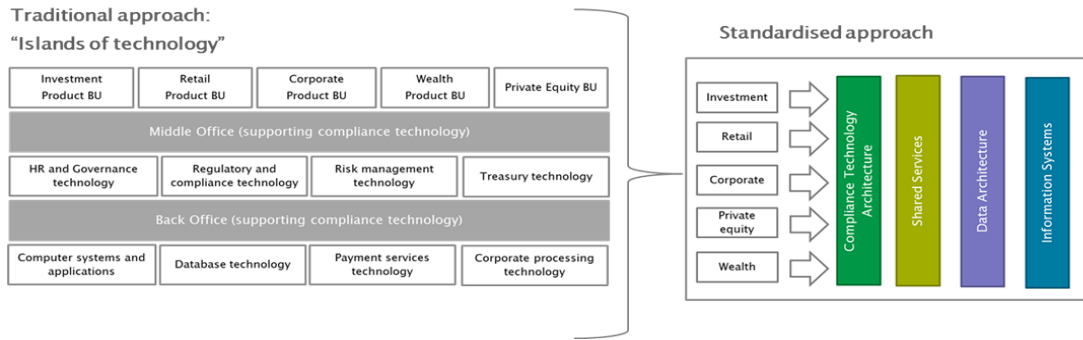 Traditional approach:
“Islands of technology”
Investment
Product BU
Retail
Product BU
Corporate
Product BU
Wealth
Product BU
Private Equity BU
Middle Office (supporting compliance technology)
HR and Governance
technology
Regulatory and
compliance technology
Risk management
technology
Treasury technology
Back Office (supporting compliance technology)
Computer systems and
applications
Database technology
Payment services
technology
Corporate processing
technology
Standardised approach
Investment
Retail
Corporate
Private
equity
Wealth
Compliance Technology
Architecture
Shared Services
Data Architecture
Information Systems